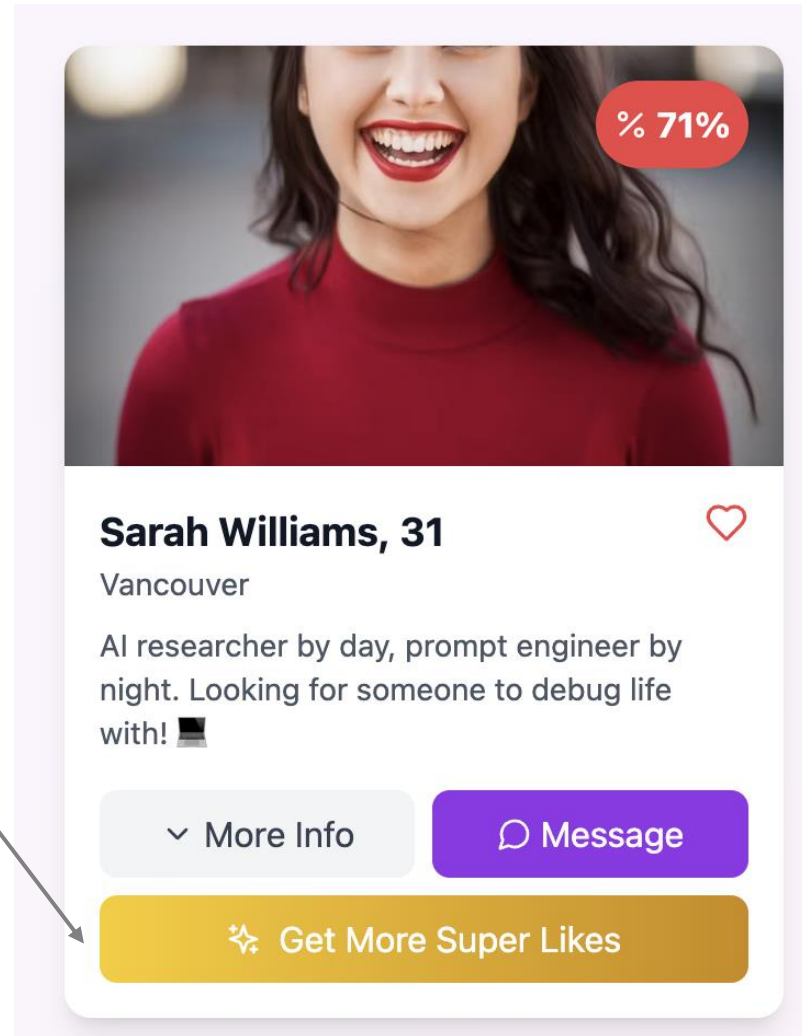 % 71%
Sarah Williams, 31
Vancouver
AI researcher by day, prompt engineer by
night. Looking for someone to debug life
with! 💻
More Info
Message
Get More Super Likes